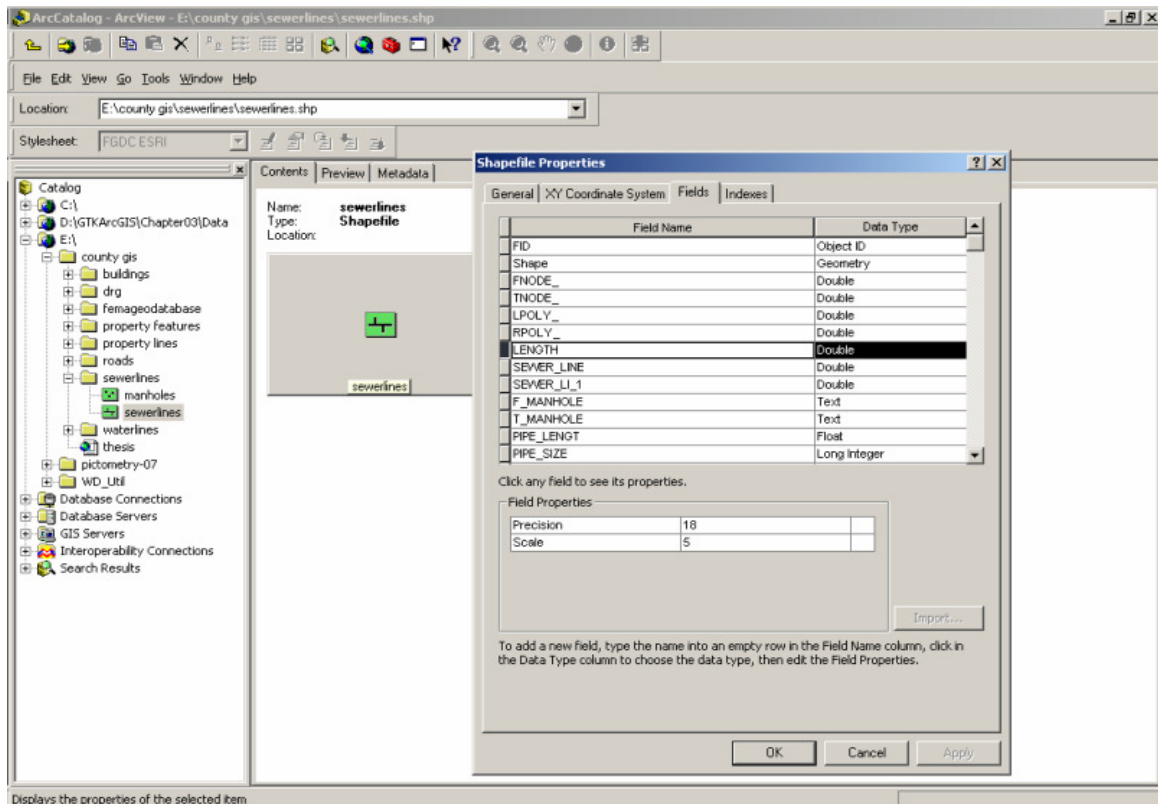 ArcCatalog - ArcView - E:\county gis\sewerlines\sewerlines.shp
File Edit View Go Tools Window Help
Location: E:\county gis\sewerlines\sewerlines.shp
Stylesheet: FGDC ESRI
Catalog
C:\
D:\GTKArcGIS\Chapter03\Data
E:\
county gis
buildings
drg
femageodatabase
property features
property lines
roads
sewerlines
manholes
sewerlines
waterlines
thesis
pictometry-07
WD_Util
Database Connections
Database Servers
GIS Servers
Interoperability Connections
Search Results
Contents Preview Metadata
Name: sewerlines
Type: Shapefile
Location:
sewerlines
Shapefile Properties
General XY Coordinate System Fields Indexes
Field Name Data Type
FID Object ID
Shape Geometry
FNODE_ Double
TNODE_ Double
LPOLY_ Double
RPOLY_ Double
LENGTH Double
SEWER_LINE Double
SEWER_LI_1 Double
F_MANHOLE Text
T_MANHOLE Text
PIPE_LENGT Float
PIPE_SIZE Long Integer
Click any field to see its properties.
Field Properties
Precision 18
Scale 5
Import...
To add a new field, type the name into an empty row in the Field Name column, click in
the Data Type column to choose the data type, then edit the Field Properties.
OK Cancel Apply
Displays the properties of the selected item